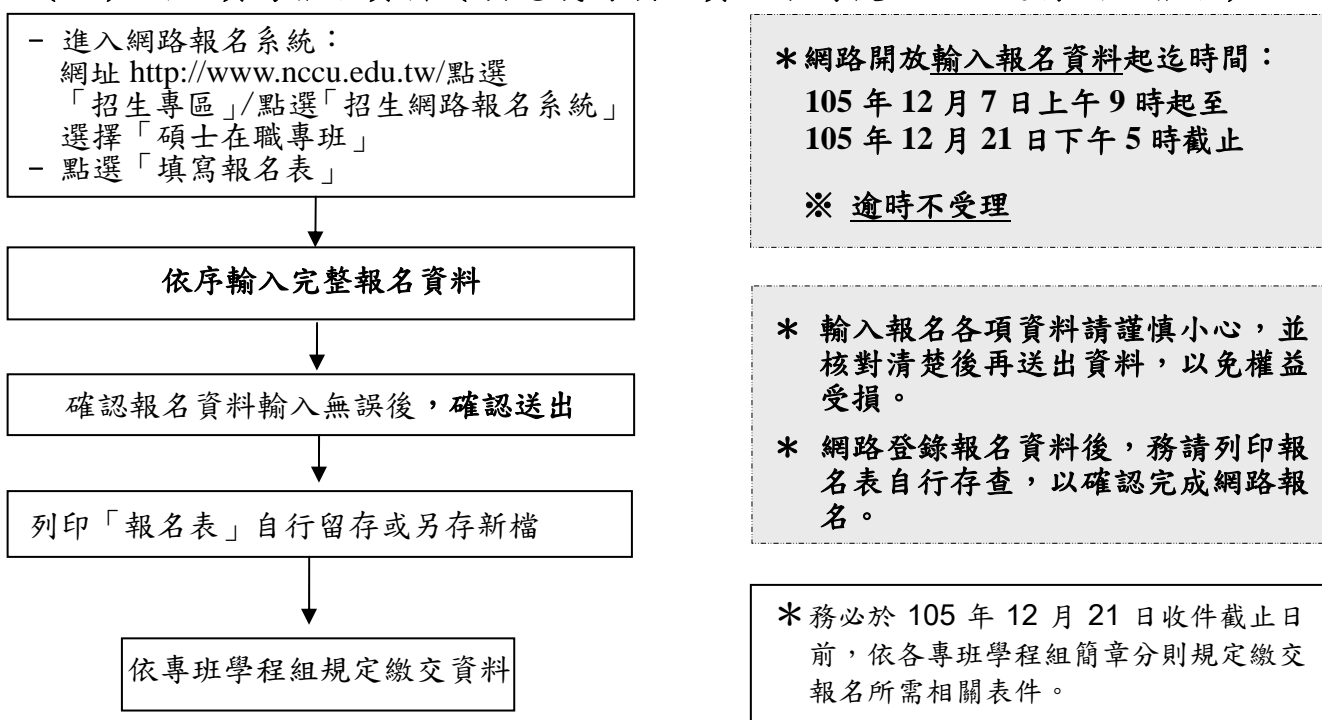 - 進入網路報名系統：
網址 http://www.nccu.edu.tw/點選
「招生專區」/點選「招生網路報名系統」
選擇「碩士在職專班」
- 點選「填寫報名表」
依序輸入完整報名資料
確認報名資料輸入無誤後，確認送出
列印「報名表」自行留存或另存新檔
依專班學程組規定繳交資料
＊網路開放輸入報名資料起迄時間：
105 年 12 月 7 日上午 9 時起至
105 年 12 月 21 日下午 5 時截止
※ 逾時不受理
＊ 輸入報名各項資料請謹慎小心，並
核對清楚後再送出資料，以免權益
受損。
＊ 網路登錄報名資料後，務請列印報
名表自行存查，以確認完成網路報
名。
＊務必於 105 年 12 月 21 日收件截止日
前，依各專班學程組簡章分則規定繳交
報名所需相關表件。